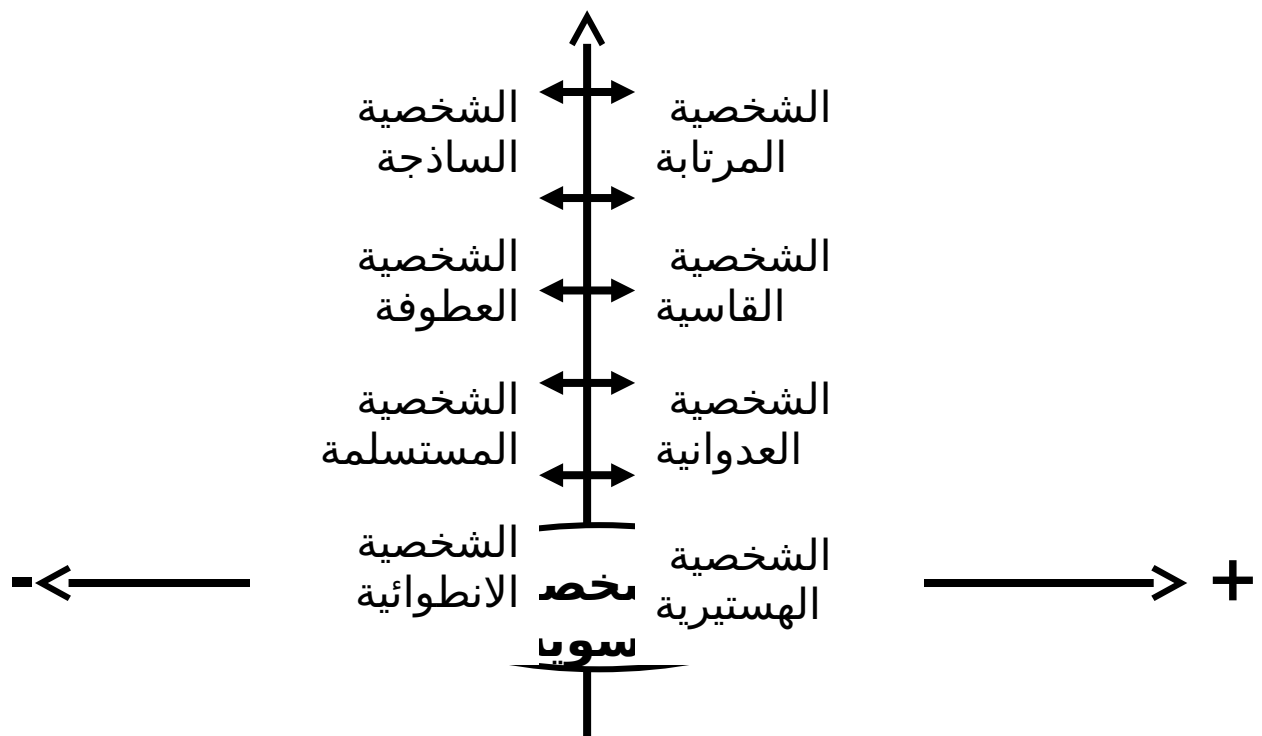 الشخصية
المرتابة
الشخصية
الساذجة
الشخصية
القاسية
الشخصية
العطوفة
الشخصية
العدوانية
الشخصية
المستسلمة
الشخصية
الهستيرية
الشخصية
الانطوائية
+
-